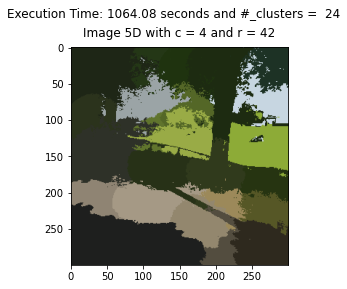 Execution Time: 1064.08 seconds and #_clusters = 24
Image 5D with c = 4 and r = 42
0
50
100
150
200
250
0 50 100 150 200 250